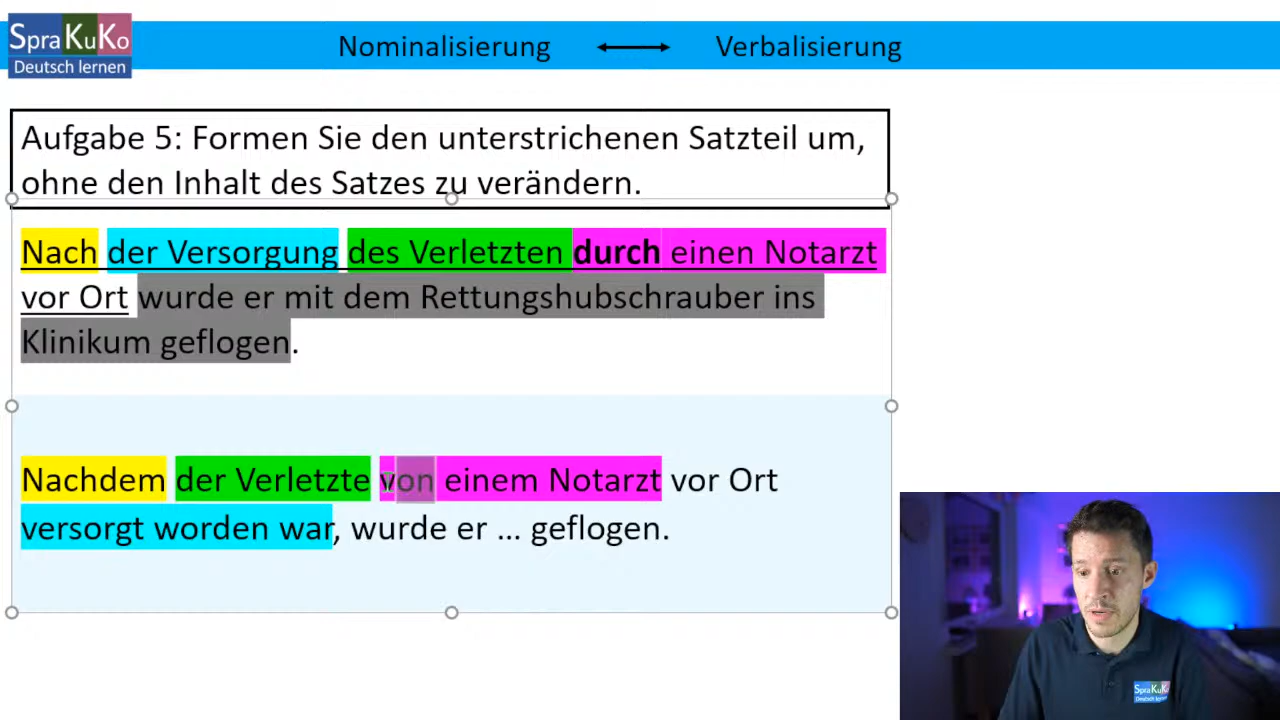 SpraKuKo
Deutsch lernen
Nominalisierung Verbalisierung
Aufgabe 5: Formen Sie den unterstrichenen Satzteil um,
ohne den Inhalt des Satzes zu verändern.
Nach der Versorgung des Verletzten durch einen Notarzt
vor Ort wurde er mit dem Rettungshubschrauber ins
Klinikum geflogen.
Nachdem der Verletzte von einem Notarzt vor Ort
versorgt worden war, wurde er ... geflogen.
SpraKuKo